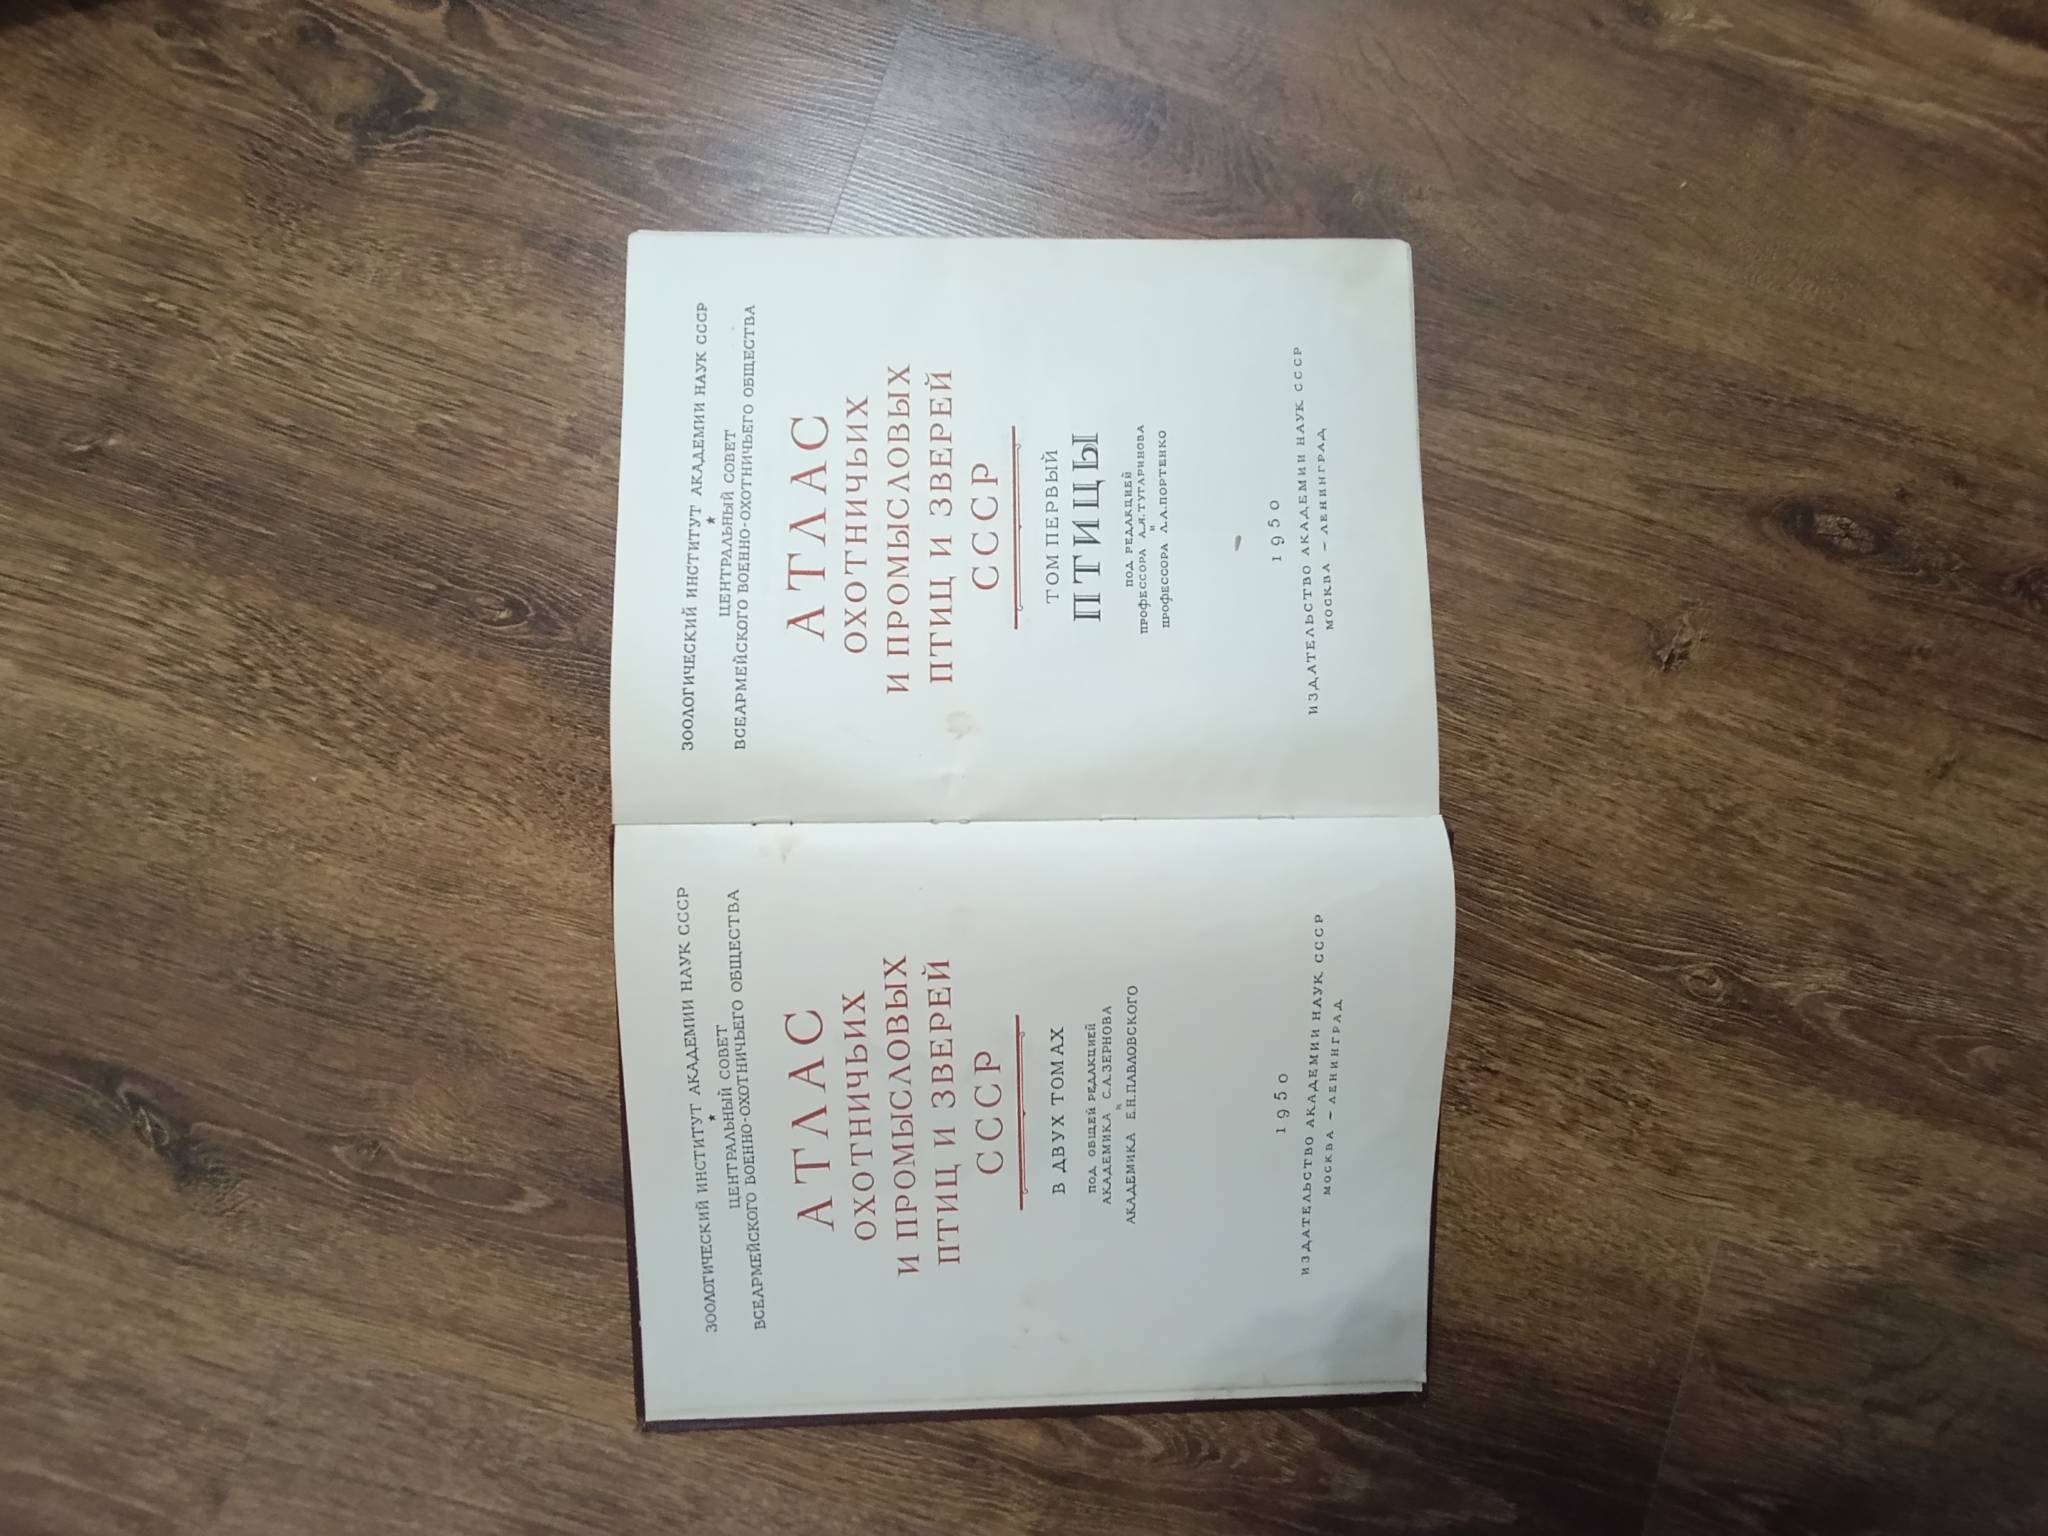 ЗООЛОГИЧЕСКИЙ ИНСТИТУТ АКАДЕМИИ НАУК СССР
★
ЦЕНТРАЛЬНЫЙ СОВЕТ
ВСЕАРМЕЙСКОГО ВОЕННО-ОХОТНИЧЬЕГО ОБЩЕСТВА
АТЛАС
ОХОТНИЧЬИХ
И ПРОМЫСЛОВЫХ
ПТИЦ И ЗВЕРЕЙ
СССР
В ДВУХ ТОМАХ
ПОД ОБЩЕЙ РЕДАКЦИЕЙ
АКАДЕМИКА С.А.ЗЕРНОВА
И
АКАДЕМИКА Е.Н.ПАВЛОВСКОГО
1950
ИЗДАТЕЛЬСТВО АКАДЕМИИ НАУК СССР
МОСКВА – ЛЕНИНГРАД
ЗООЛОГИЧЕСКИЙ ИНСТИТУТ АКАДЕМИИ НАУК СССР
★
ЦЕНТРАЛЬНЫЙ СОВЕТ
ВСЕАРМЕЙСКОГО ВОЕННО-ОХОТНИЧЬЕГО ОБЩЕСТВА
АТЛАС
ОХОТНИЧЬИХ
И ПРОМЫСЛОВЫХ
ПТИЦ И ЗВЕРЕЙ
СССР
ТОМ ПЕРВЫЙ
ПТИЦЫ
ПОД РЕДАКЦИЕЙ
ПРОФЕССОРА А.Я.ТУГАРИНОВА
И
ПРОФЕССОРА Л.А.ПОРТЕНКО
1950
ИЗДАТЕЛЬСТВО АКАДЕМИИ НАУК СССР
МОСКВА – ЛЕНИНГРАД